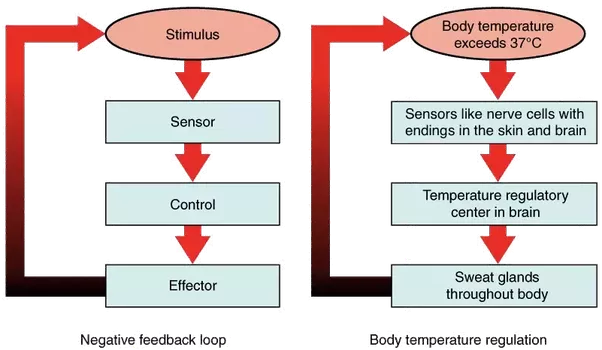 Stimulus
Sensor
Control
Effector
Negative feedback loop
Body temperature
exceeds 37°C
Sensors like nerve cells with
endings in the skin and brain
Temperature regulatory
center in brain
Sweat glands
throughout body
Body temperature regulation